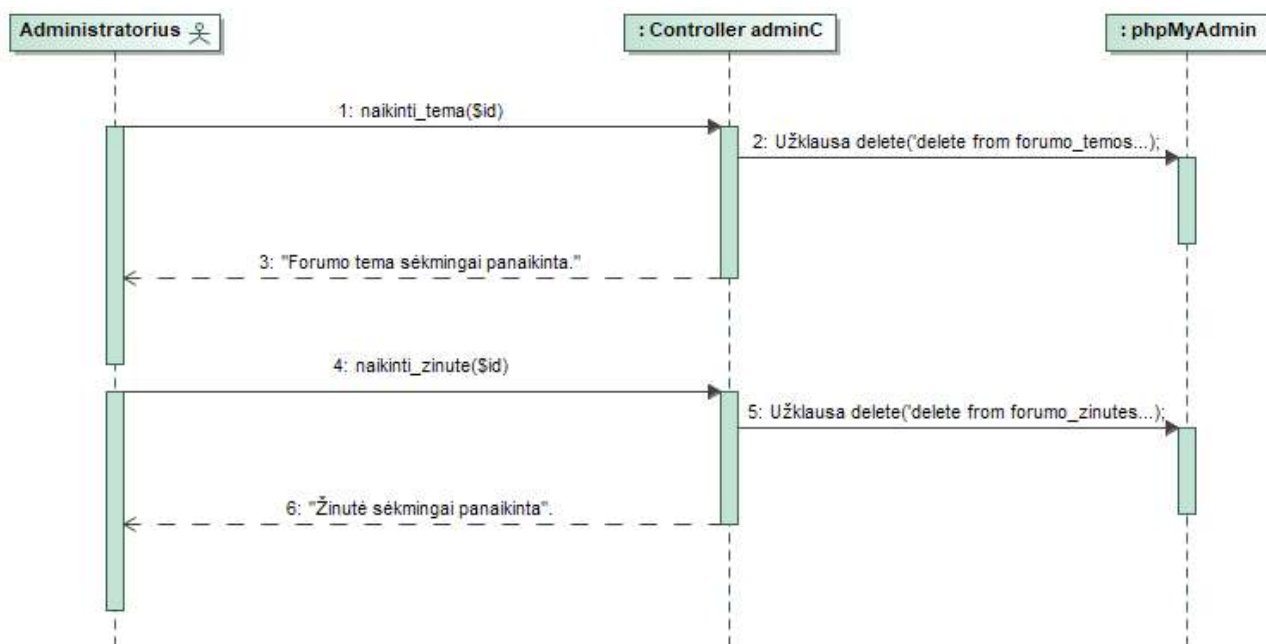 Administratorius
: Controller adminC
: phpMyAdmin
1: naikinti_tema($id)
2: Užklausa delete('delete from forumo_temos...);
3: "Forumo tema sėkmingai panaikinta."
4: naikinti_zinute($id)
5: Užklausa delete('delete from forumo_zinutes...);
6: "Žinutė sėkmingai panaikinta".